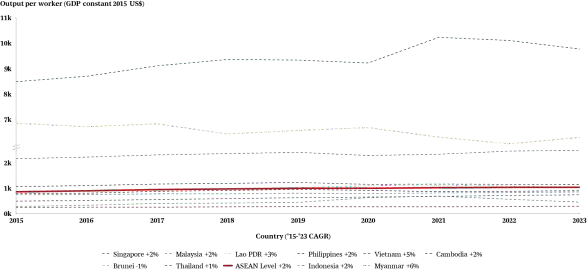 Output per worker (GDP constant 2015 US$)
11k
10k
9k
8k
7k
2k
1k
0k
2015 2016 2017 2018 2019 2020 2021 2022 2023
Country ('15-'23 CAGR)
Singapore +2% Malaysia +2% Lao PDR +3% Philippines +2% Vietnam +5% Cambodia +2%
Brunei -1% Thailand +1% ASEAN Level +2% Indonesia +2% Myanmar +6%